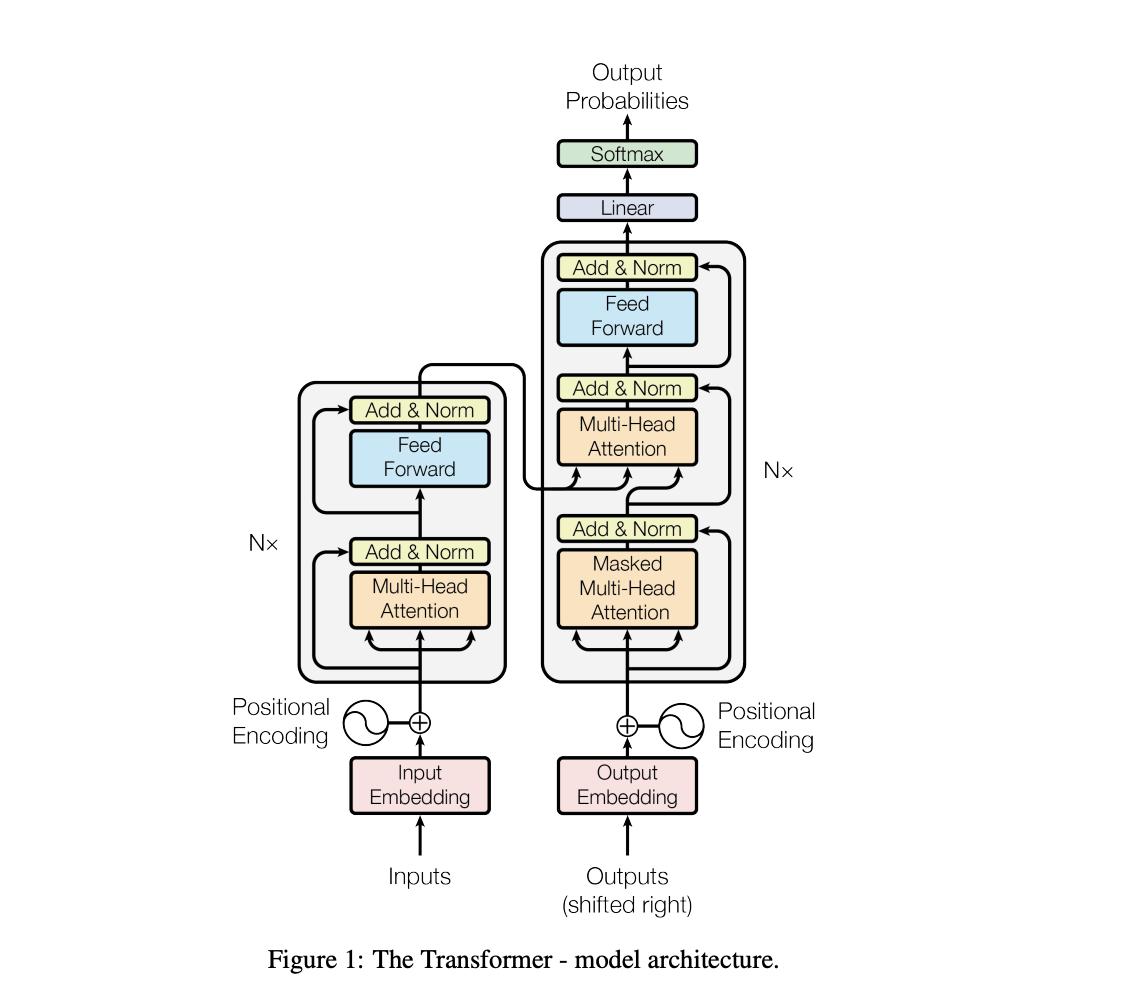 Output
Probabilities
Softmax
Linear
Add & Norm
Feed
Forward
Add & Norm
Multi-Head
Attention
N×
Add & Norm
Masked
Multi-Head
Attention
Add & Norm
Feed
Forward
N×
Add & Norm
Multi-Head
Attention
Positional
Encoding
Positional
Encoding
Input
Embedding
Output
Embedding
Inputs
Outputs
(shifted right)
Figure 1: The Transformer - model architecture.